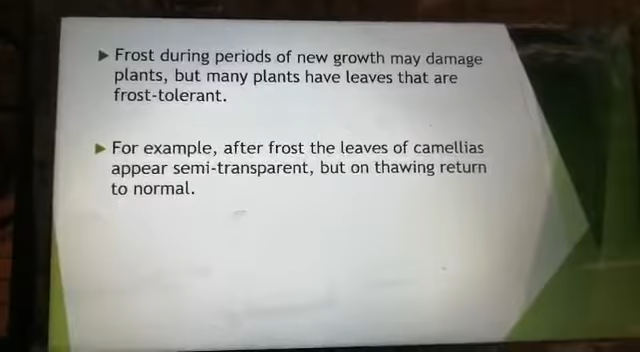 Frost during periods of new growth may damage
plants, but many plants have leaves that are
frost-tolerant.
For example, after frost the leaves of camellias
appear semi-transparent, but on thawing return
to normal.